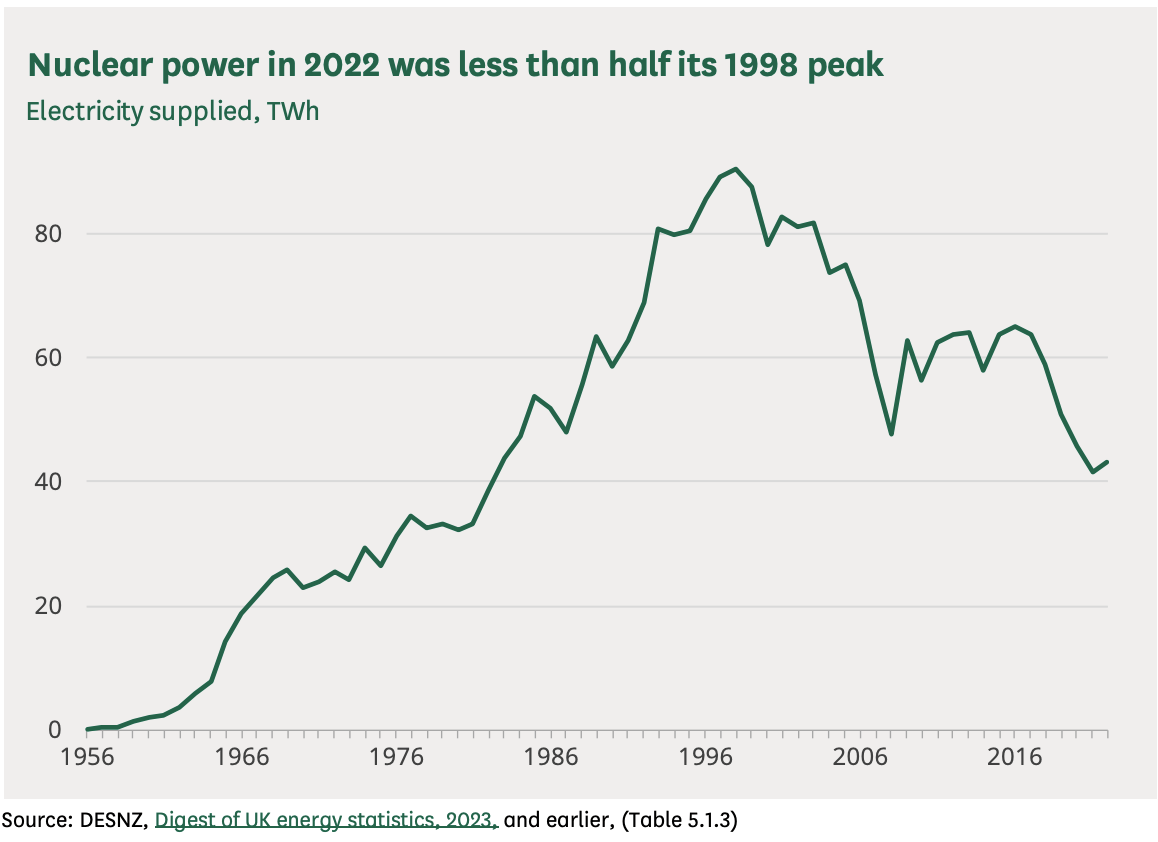 Nuclear power in 2022 was less than half its 1998 peak
Electricity supplied, TWh
80
60
40
20
0
1956 1966 1976 1986 1996 2006 2016
Source: DESNZ, Digest of UK energy statistics, 2023, and earlier, (Table 5.1.3)